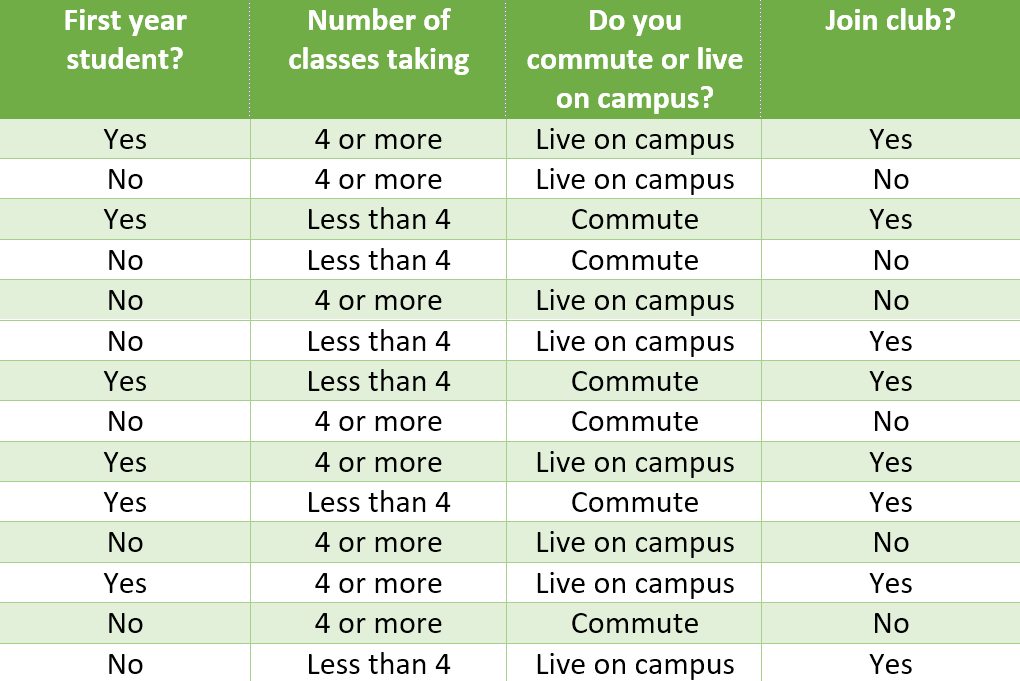 First year student? Number of classes taking Do you commute or live on campus? Join club?
Yes 4 or more Live on campus Yes
No 4 or more Live on campus No
Yes Less than 4 Commute Yes
No Less than 4 Commute No
No 4 or more Live on campus No
No Less than 4 Live on campus Yes
Yes Less than 4 Commute Yes
No 4 or more Commute No
Yes 4 or more Live on campus Yes
Yes Less than 4 Commute Yes
No 4 or more Live on campus No
Yes 4 or more Live on campus Yes
No 4 or more Commute No
No Less than 4 Live on campus Yes